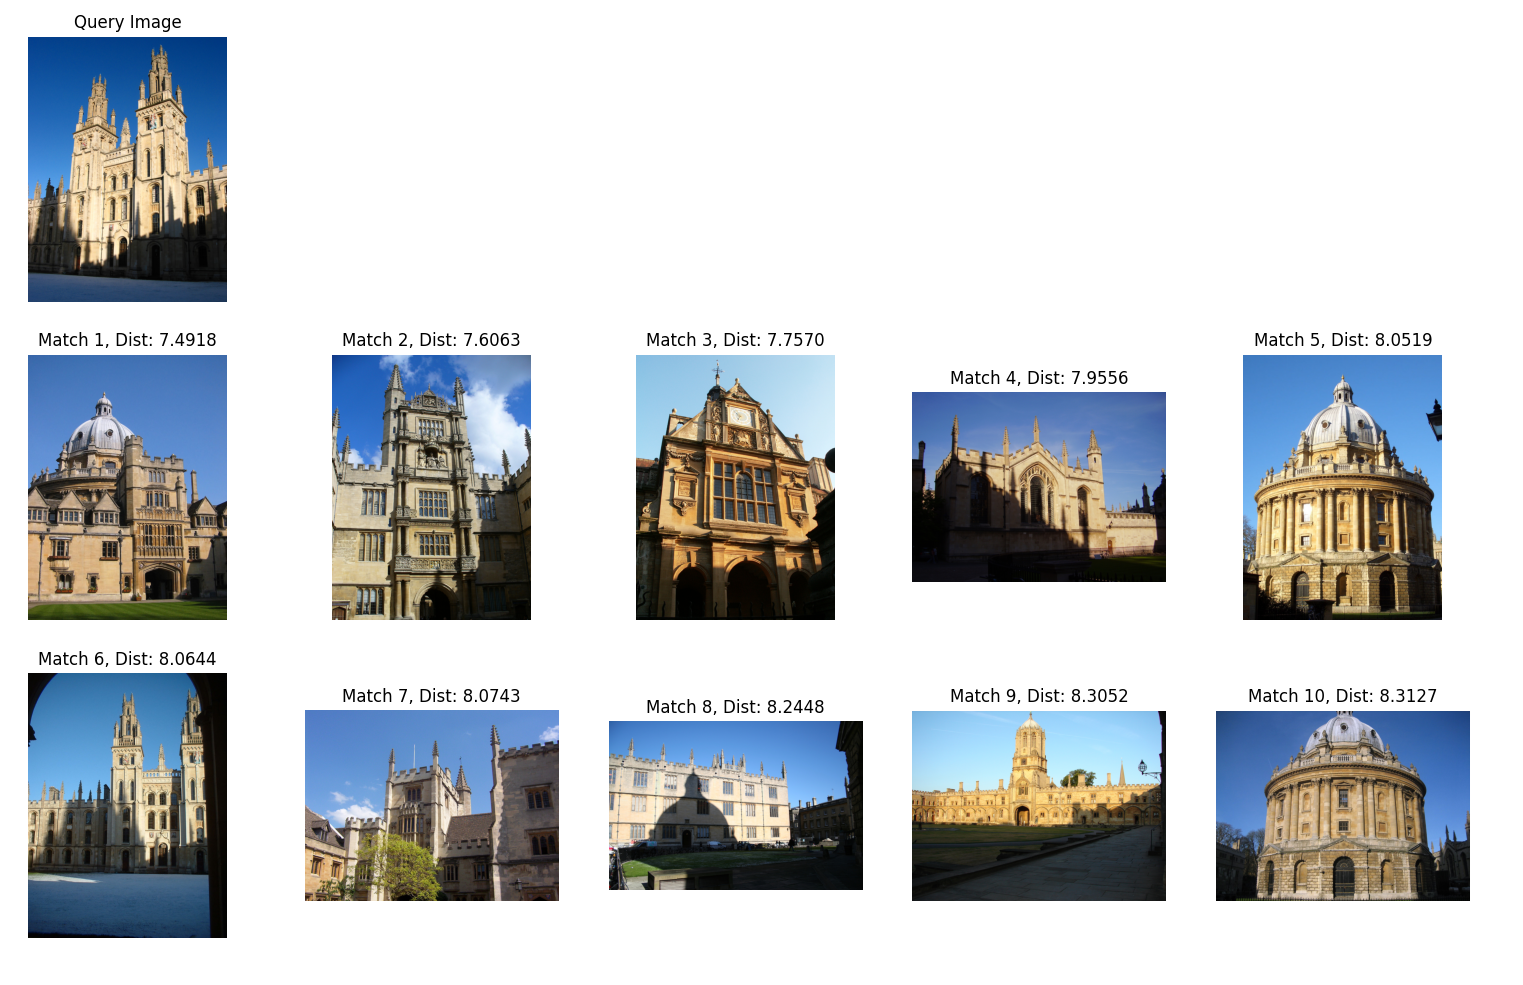 Query Image
Match 1, Dist: 7.4918
Match 2, Dist: 7.6063
Match 3, Dist: 7.7570
Match 4, Dist: 7.9556
Match 5, Dist: 8.0519
Match 6, Dist: 8.0644
Match 7, Dist: 8.0743
Match 8, Dist: 8.2448
Match 9, Dist: 8.3052
Match 10, Dist: 8.3127